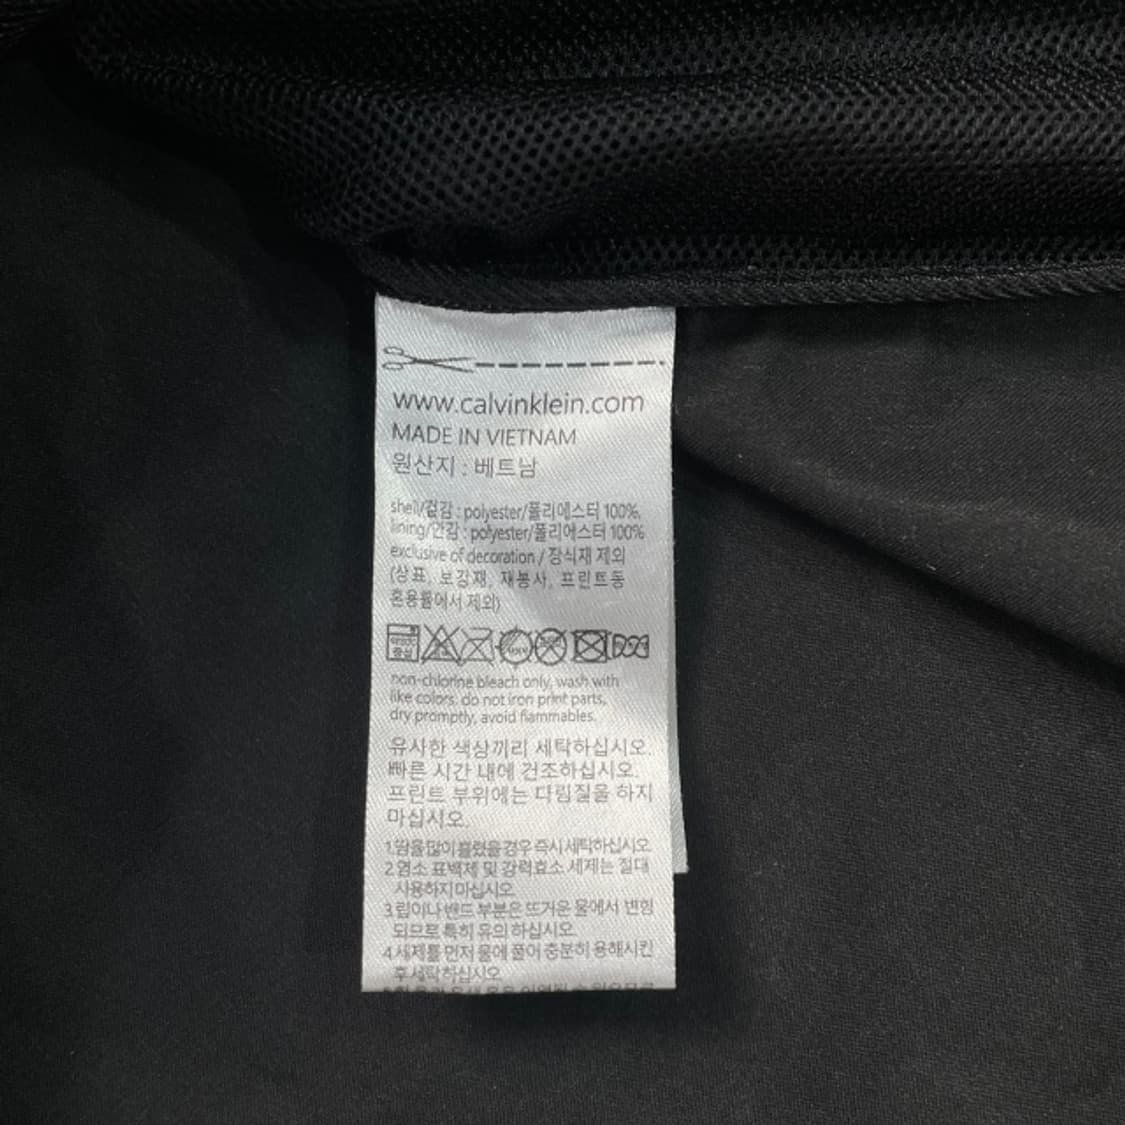 www.calvinklein.com
MADE IN VIETNAM
원산지 : 베트남
shell/겉감 : polyester/폴리에스터 100%,
lining/안감 : polyester/폴리에스터 100%
exclusive of decoration / 장식재 제외
(상표, 보강재, 재봉사, 프린트등
혼용률에서 제외)
non-chlorine bleach only, wash with
like colors, do not iron print parts,
dry promptly, avoid flammables.
유사한 색상끼리 세탁하십시오.
빠른 시간 내에 건조하십시오.
프린트 부위에는 다림질을 하지
마십시오.
1.땀을 많이 흘렸을 경우 즉시 세탁하십시오.
2.염소 표백제 및 강력효소 세제는 절대
사용하지 마십시오.
3.립이나 밴드 부분은 뜨거운 물에서 변형
되므로 특히 유의 하십시오.
4.세제를 먼저 물에 풀어 충분히 용해시킨
후 세탁하십시오.